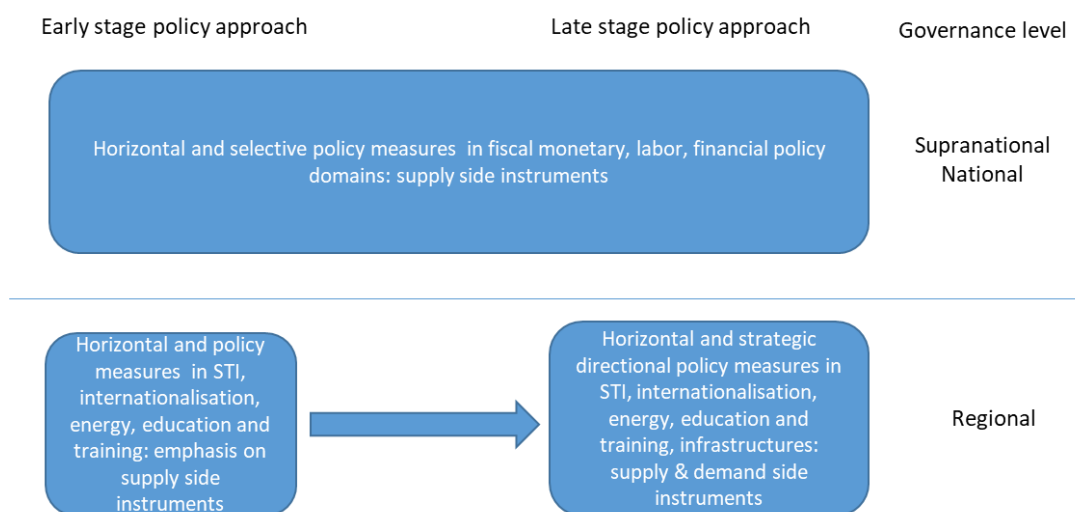 Early stage policy approach
Late stage policy approach
Governance level
Horizontal and selective policy measures in fiscal monetary, labor, financial policy
domains: supply side instruments
Supranational
National
Horizontal and policy
measures in STI,
internationalisation,
energy, education and
training: emphasis on
supply side
instruments
Horizontal and strategic
directional policy measures in
STI, internationalisation,
energy, education and
training, infrastructures:
supply & demand side
instruments
Regional